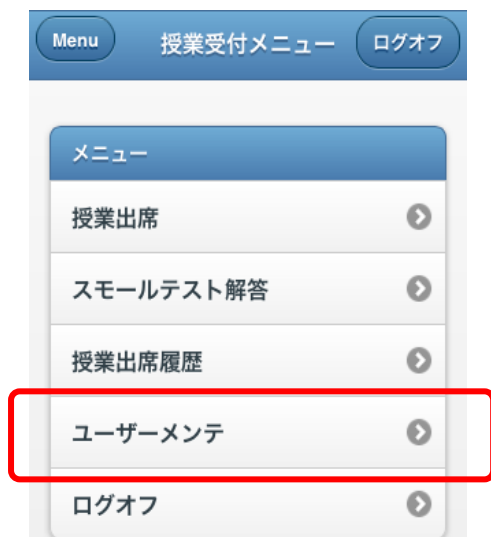 Menu 授業受付メニュー ログオフ
メニュー
授業出席
スモールテスト解答
授業出席履歴
ユーザーメンテ
ログオフ